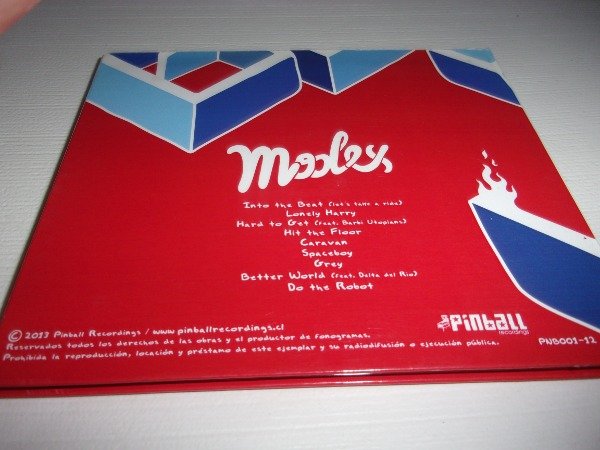 Mooley
Into the Beat (let's take a ride)
Lonely Harry
Hard to Get (feat. Barbi Utopians)
Hit the Floor
Caravan
Spaceboy
Grey
Better World (feat. Delta del Rio)
Do the Robot
© 2013 Pinball Recordings / www.pinballrecordings.cl
Reservados todos los derechos de las obras y el productor de fonogramas.
Prohibida la reproducción, locación y préstamo de este ejemplar y su radiodifusión o ejecución pública.
Pinball
recordings
PNB001-12